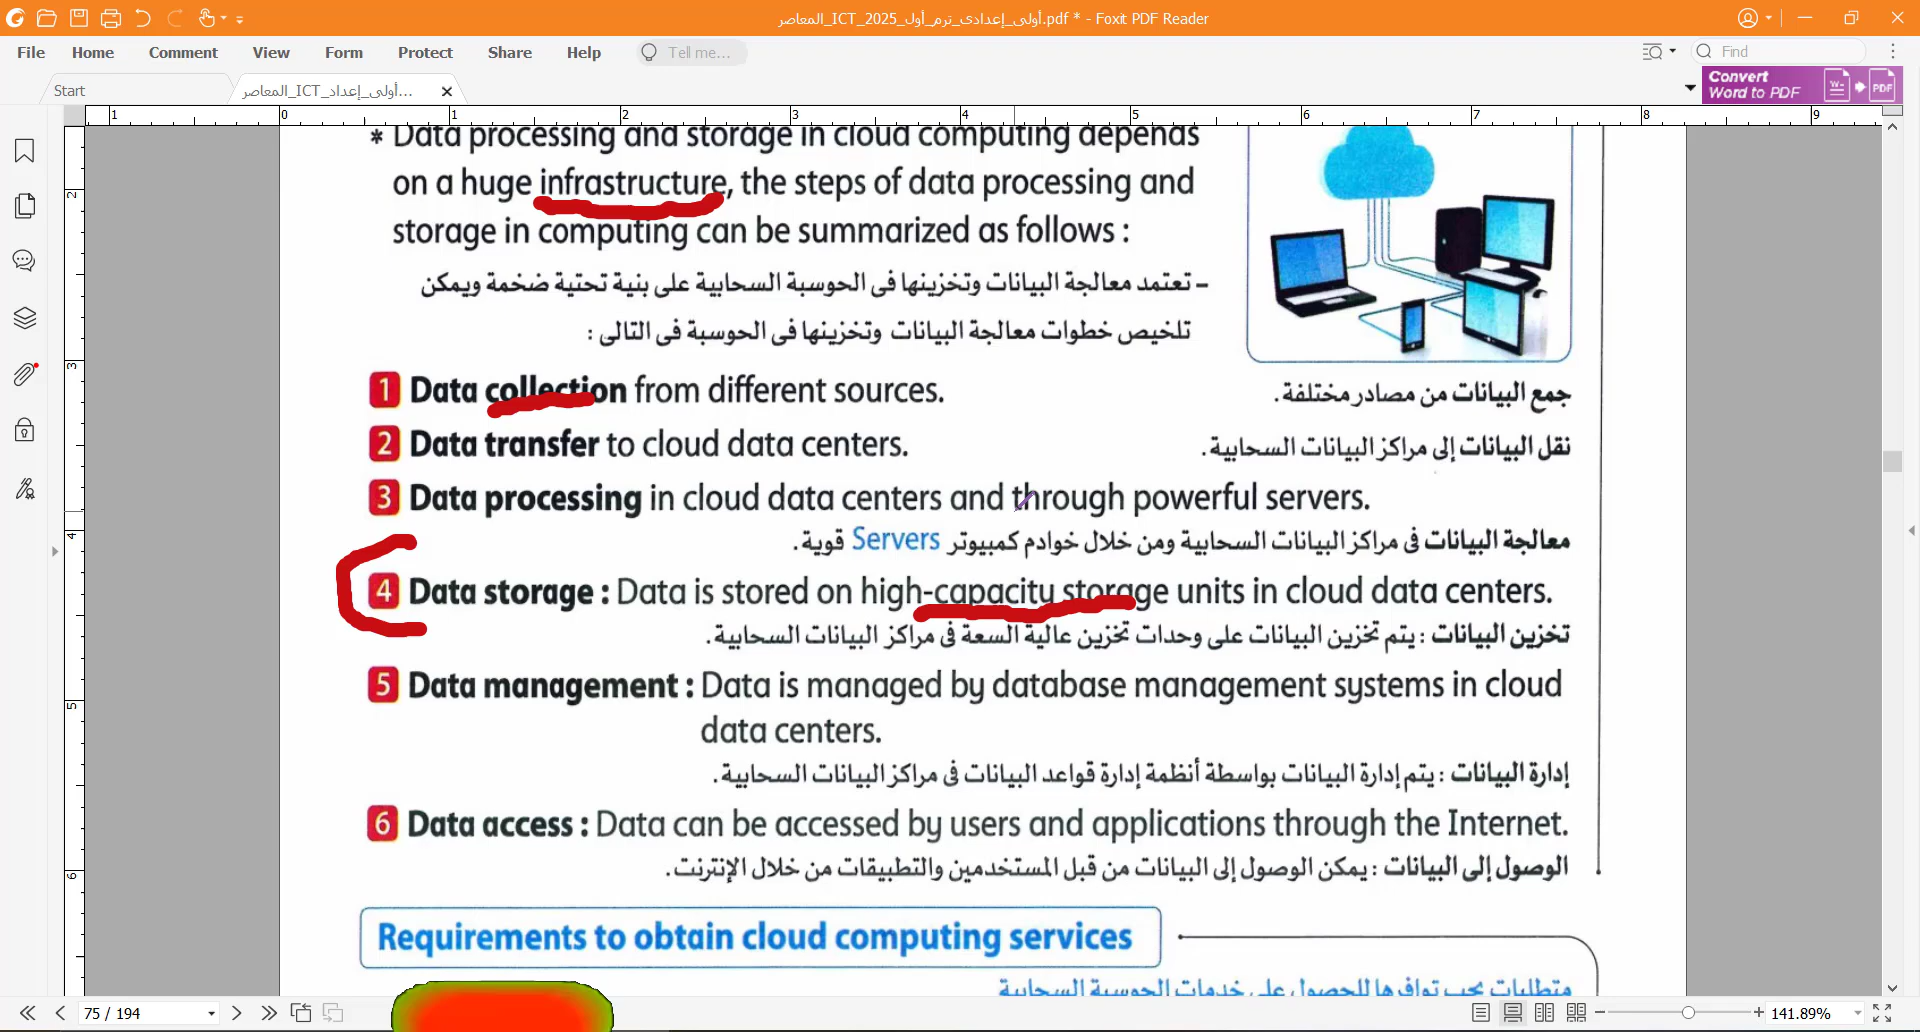 المعاصر_ICT_2025_أولى_إعدادى_ترم_أول.pdf * - Foxit PDF Reader
File Home Comment View Form Protect Share Help Tell me... Find
Start
المعاصر_ICT_أولى_إعداد...
Convert Word to PDF
* Data processing and storage in cloud computing depends
on a huge infrastructure, the steps of data processing and
storage in computing can be summarized as follows :
– تعتمد معالجة البيانات وتخزينها فى الحوسبة السحابية على بنية تحتية ضخمة ويمكن
تلخيص خطوات معالجة البيانات وتخزينها فى الحوسبة فى التالى :
1 Data collection from different sources. جمع البيانات من مصادر مختلفة.
2 Data transfer to cloud data centers. نقل البيانات إلى مراكز البيانات السحابية.
3 Data processing in cloud data centers and through powerful servers.
معالجة البيانات فى مراكز البيانات السحابية ومن خلال خوادم كمبيوتر Servers قوية.
4 Data storage : Data is stored on high-capacity storage units in cloud data centers.
تخزين البيانات : يتم تخزين البيانات على وحدات تخزين عالية السعة فى مراكز البيانات السحابية.
5 Data management : Data is managed by database management systems in cloud
data centers.
إدارة البيانات : يتم إدارة البيانات بواسطة أنظمة إدارة قواعد البيانات فى مراكز البيانات السحابية.
6 Data access : Data can be accessed by users and applications through the Internet.
الوصول إلى البيانات : يمكن الوصول إلى البيانات من قبل المستخدمين والتطبيقات من خلال الإنترنت.
Requirements to obtain cloud computing services
متطلبات يجب توافرها للحصول على خدمات الحوسبة السحابية
75 / 194
141.89%